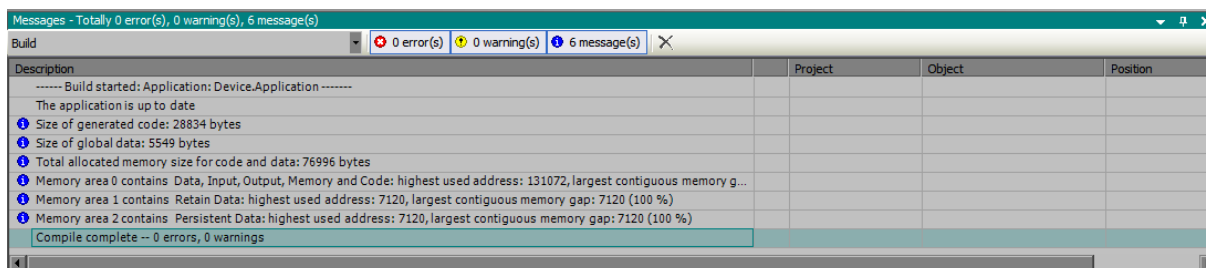 Messages - Totally 0 error(s), 0 warning(s), 6 message(s)
Build 0 error(s) 0 warning(s) 6 message(s)
Description Project Object Position
------ Build started: Application: Device.Application -------
The application is up to date
Size of generated code: 28834 bytes
Size of global data: 5549 bytes
Total allocated memory size for code and data: 76996 bytes
Memory area 0 contains Data, Input, Output, Memory and Code: highest used address: 131072, largest contiguous memory g...
Memory area 1 contains Retain Data: highest used address: 7120, largest contiguous memory gap: 7120 (100 %)
Memory area 2 contains Persistent Data: highest used address: 7120, largest contiguous memory gap: 7120 (100 %)
Compile complete -- 0 errors, 0 warnings